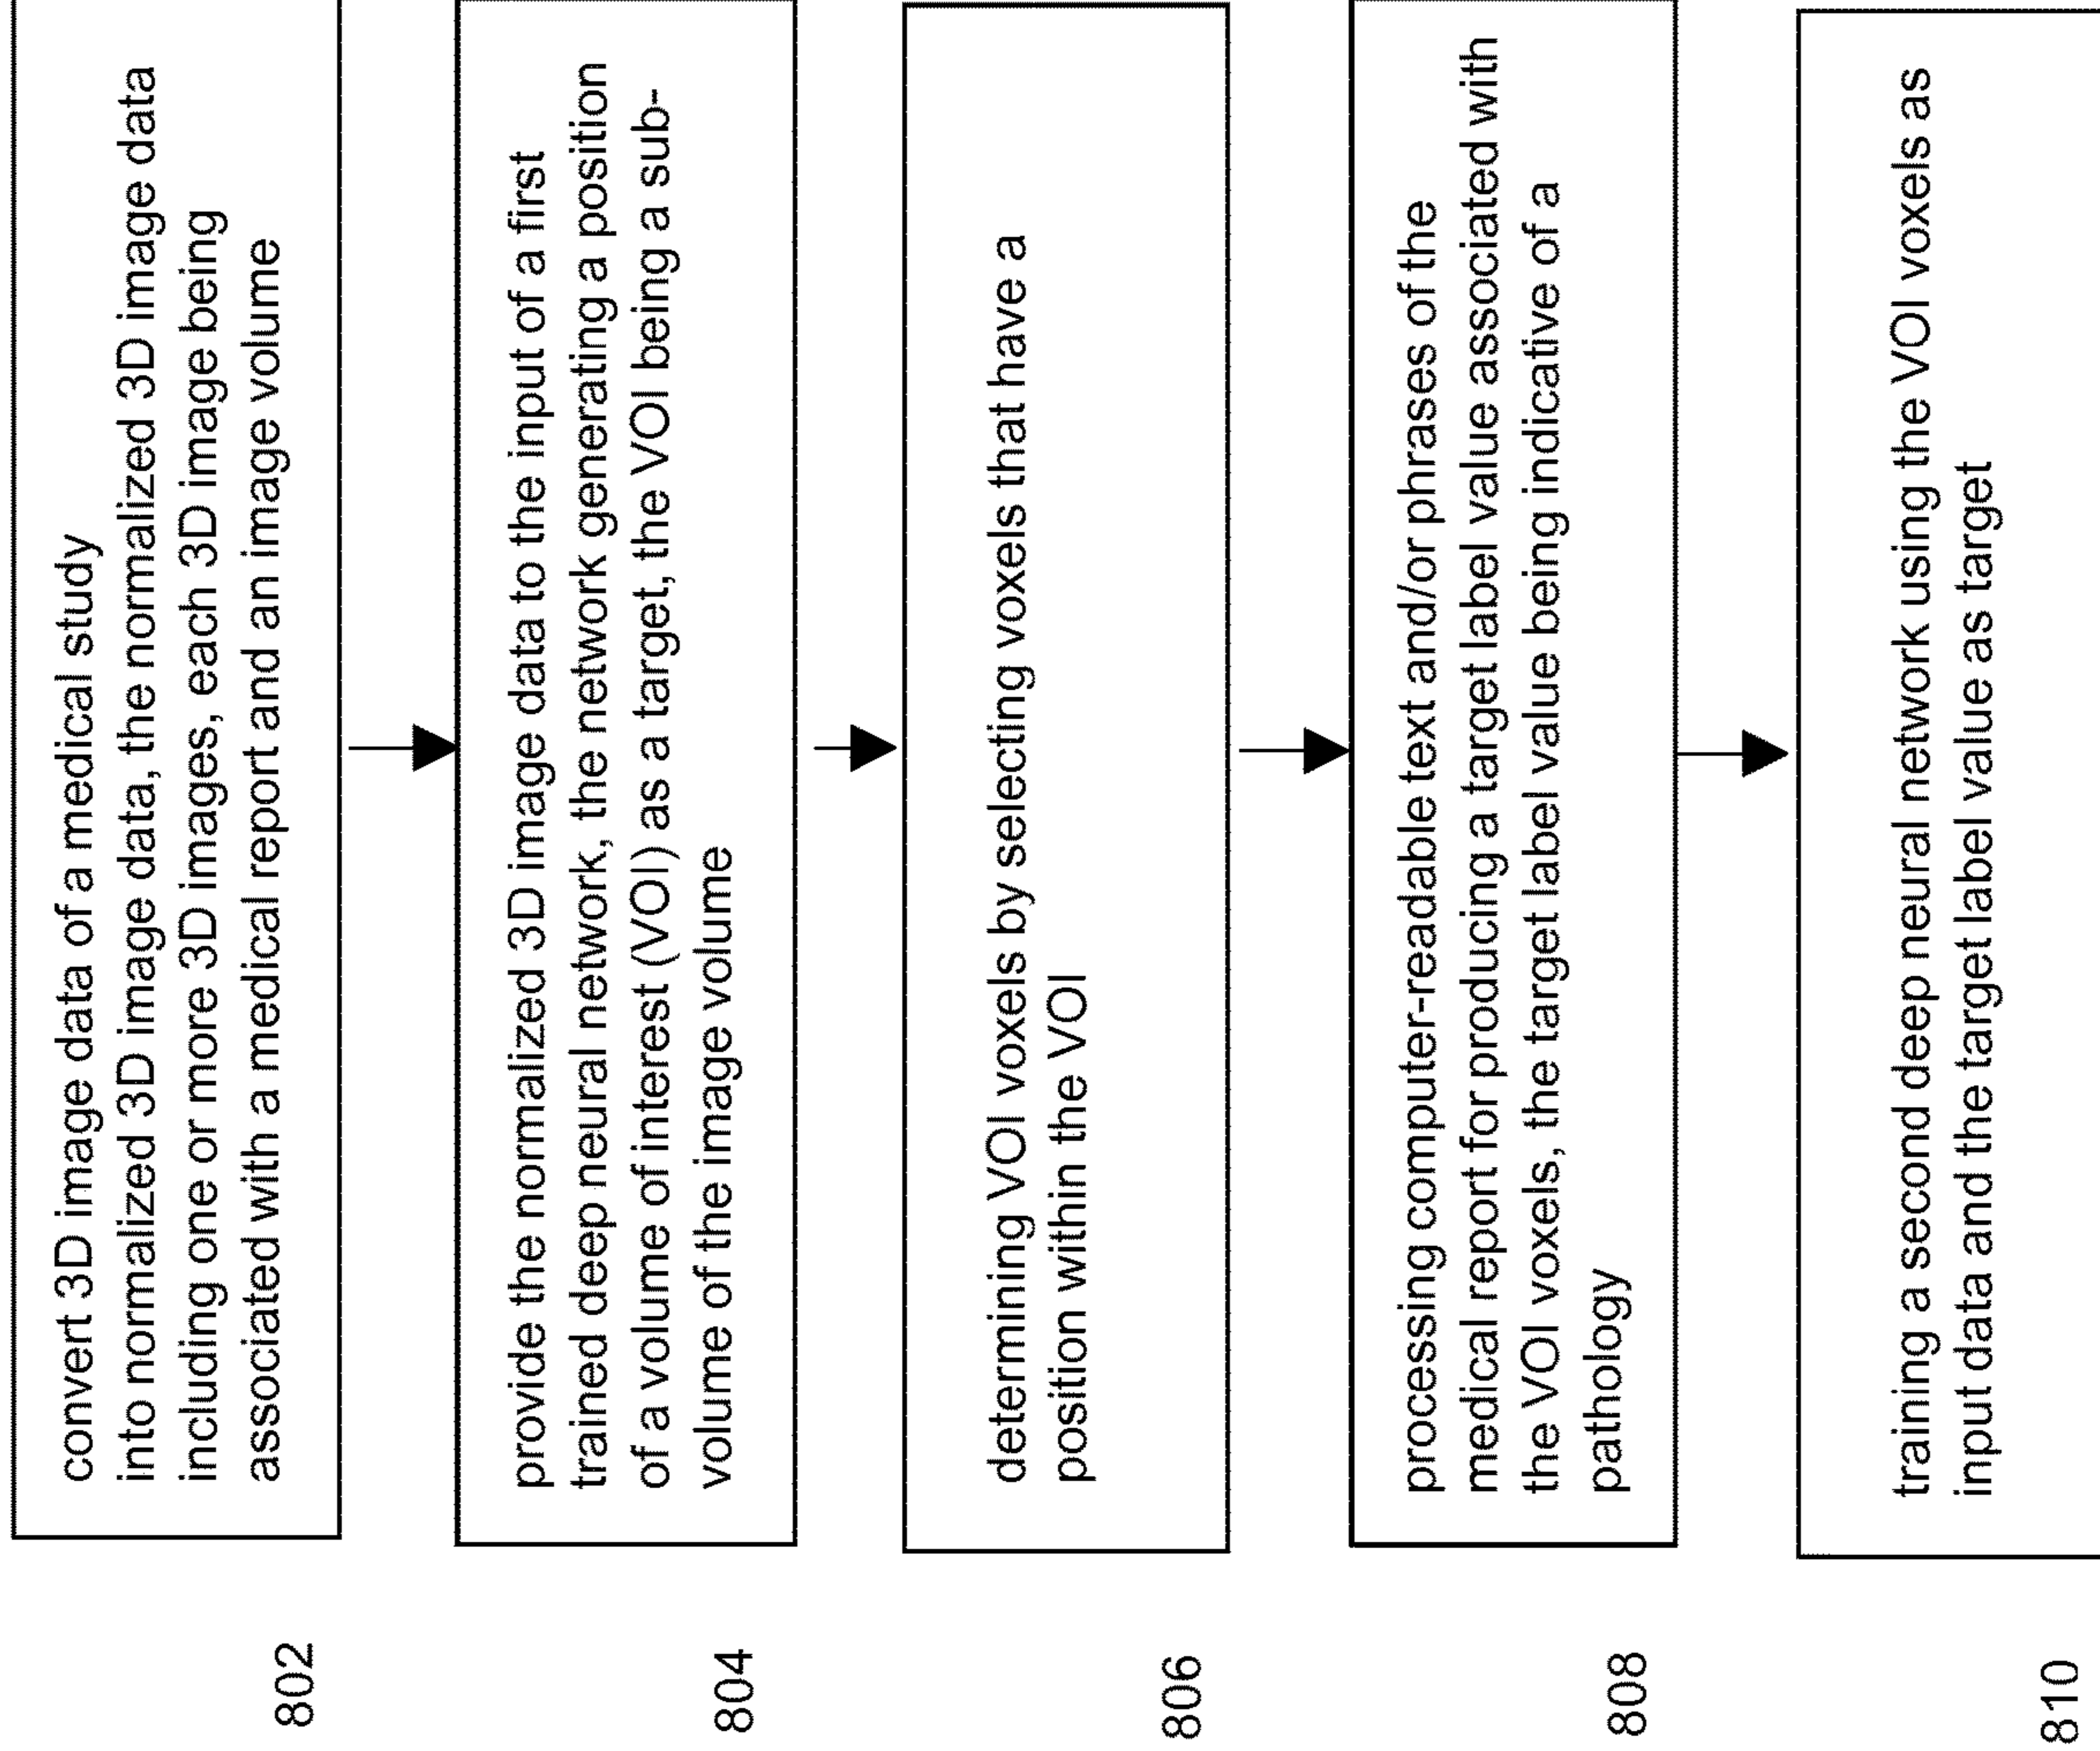 convert 3D image data of a medical study
into normalized 3D image data, the normalized 3D image data
including one or more 3D images, each 3D image being
associated with a medical report and an image volume
802
provide the normalized 3D image data to the input of a first
trained deep neural network, the network generating a position
of a volume of interest (VOI) as a target, the VOI being a sub-
volume of the image volume
804
determining VOI voxels by selecting voxels that have a
position within the VOI
806
processing computer-readable text and/or phrases of the
medical report for producing a target label value associated with
the VOI voxels, the target label value being indicative of a
pathology
808
training a second deep neural network using the VOI voxels as
input data and the target label value as target
810